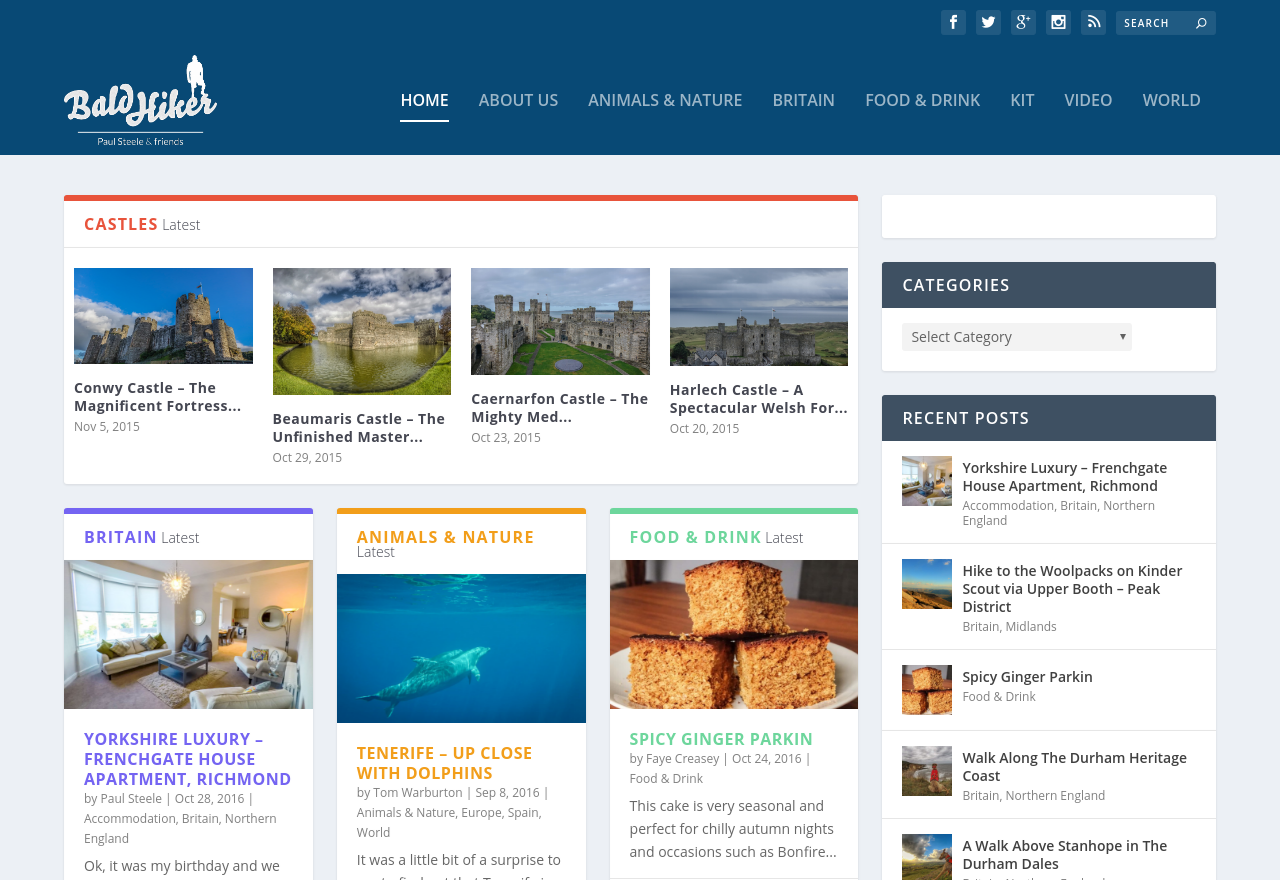 SEARCH
BaldHiker
Paul Steele & friends
HOME
ABOUT US
ANIMALS & NATURE
BRITAIN
FOOD & DRINK
KIT
VIDEO
WORLD
CASTLES Latest
Conwy Castle – The
Magnificent Fortress...
Nov 5, 2015
Beaumaris Castle – The
Unfinished Master...
Oct 29, 2015
Caernarfon Castle – The
Mighty Med...
Oct 23, 2015
Harlech Castle – A
Spectacular Welsh For...
Oct 20, 2015
BRITAIN Latest
YORKSHIRE LUXURY –
FRENCHGATE HOUSE
APARTMENT, RICHMOND
by Paul Steele | Oct 28, 2016 |
Accommodation, Britain, Northern
England
Ok, it was my birthday and we
ANIMALS & NATURE
Latest
TENERIFE – UP CLOSE
WITH DOLPHINS
by Tom Warburton | Sep 8, 2016 |
Animals & Nature, Europe, Spain,
World
It was a little bit of a surprise to
FOOD & DRINK Latest
SPICY GINGER PARKIN
by Faye Creasey | Oct 24, 2016 |
Food & Drink
This cake is very seasonal and
perfect for chilly autumn nights
and occasions such as Bonfire...
CATEGORIES
Select Category
RECENT POSTS
Yorkshire Luxury – Frenchgate
House Apartment, Richmond
Accommodation, Britain, Northern
England
Hike to the Woolpacks on Kinder
Scout via Upper Booth – Peak
District
Britain, Midlands
Spicy Ginger Parkin
Food & Drink
Walk Along The Durham Heritage
Coast
Britain, Northern England
A Walk Above Stanhope in The
Durham Dales